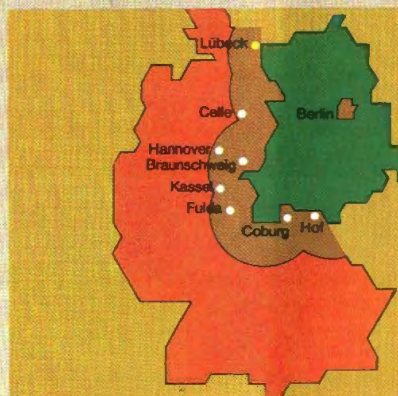 Lübeck
Celle
Berlin
Hannover
Braunschweig
Kassel
Fulda
Coburg
Hof